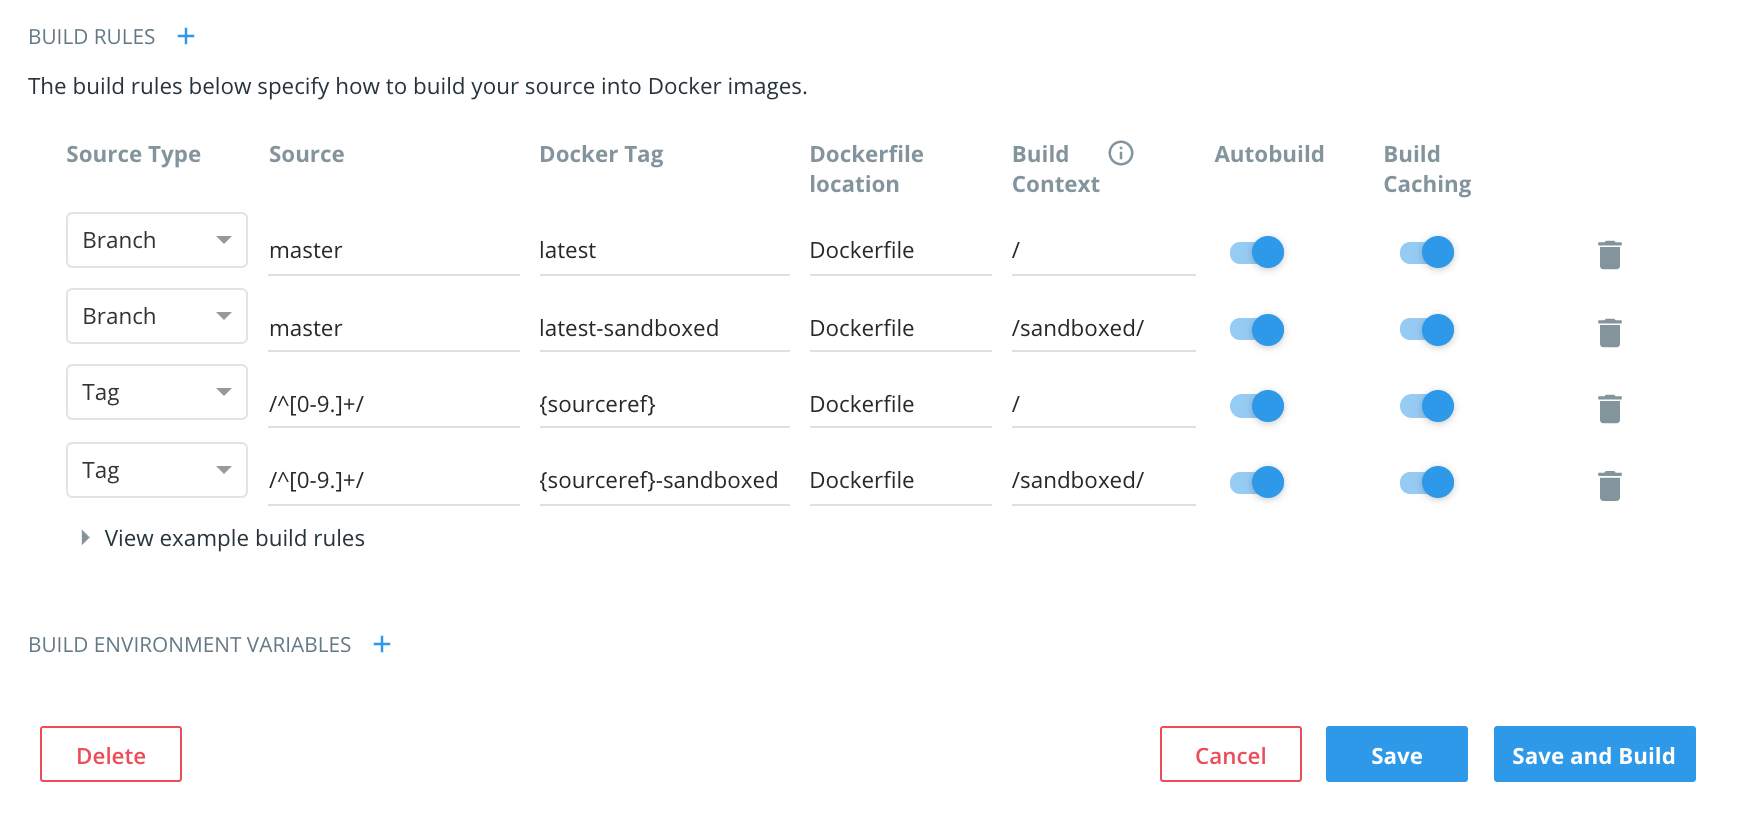 BUILD RULES +
The build rules below specify how to build your source into Docker images.
Source Type Source Docker Tag Dockerfile location Build Context Autobuild Build Caching
Branch master latest Dockerfile /
Branch master latest-sandboxed Dockerfile /sandboxed/
Tag /^[0-9.]+/ {sourceref} Dockerfile /
Tag /^[0-9.]+/ {sourceref}-sandboxed Dockerfile /sandboxed/
View example build rules
BUILD ENVIRONMENT VARIABLES +
Delete Cancel Save Save and Build